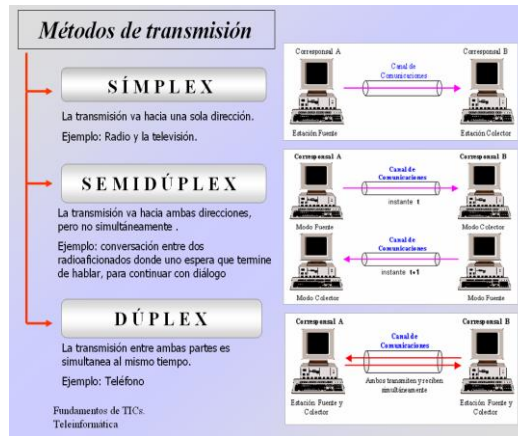 Métodos de transmisión
SÍMPLEX
La transmisión va hacia una sola dirección.
Ejemplo: Radio y la televisión.
SEMIDÚPLEX
La transmisión va hacia ambas direcciones,
pero no simultáneamente .
Ejemplo: conversación entre dos
radioaficionados donde uno espera que termine
de hablar, para continuar con diálogo
DÚPLEX
La transmisión entre ambas partes es
simultanea al mismo tiempo.
Ejemplo: Teléfono
Fundamentos de TICs.
Teleinformática
Corresponsal A
Corresponsal B
Canal de
Comunicaciones
Estación Fuente
Estación Colector
Corresponsal A
Corresponsal B
Canal de
Comunicaciones
instante t
Modo Fuente
Modo Colector
Canal de
Comunicaciones
instante t+1
Modo Colector
Modo Fuente
Corresponsal A
Corresponsal B
Canal de
Comunicaciones
Ambos transmiten y reciben
simultáneamente
Estación Fuente y
Colector
Estación Fuente y
Colector